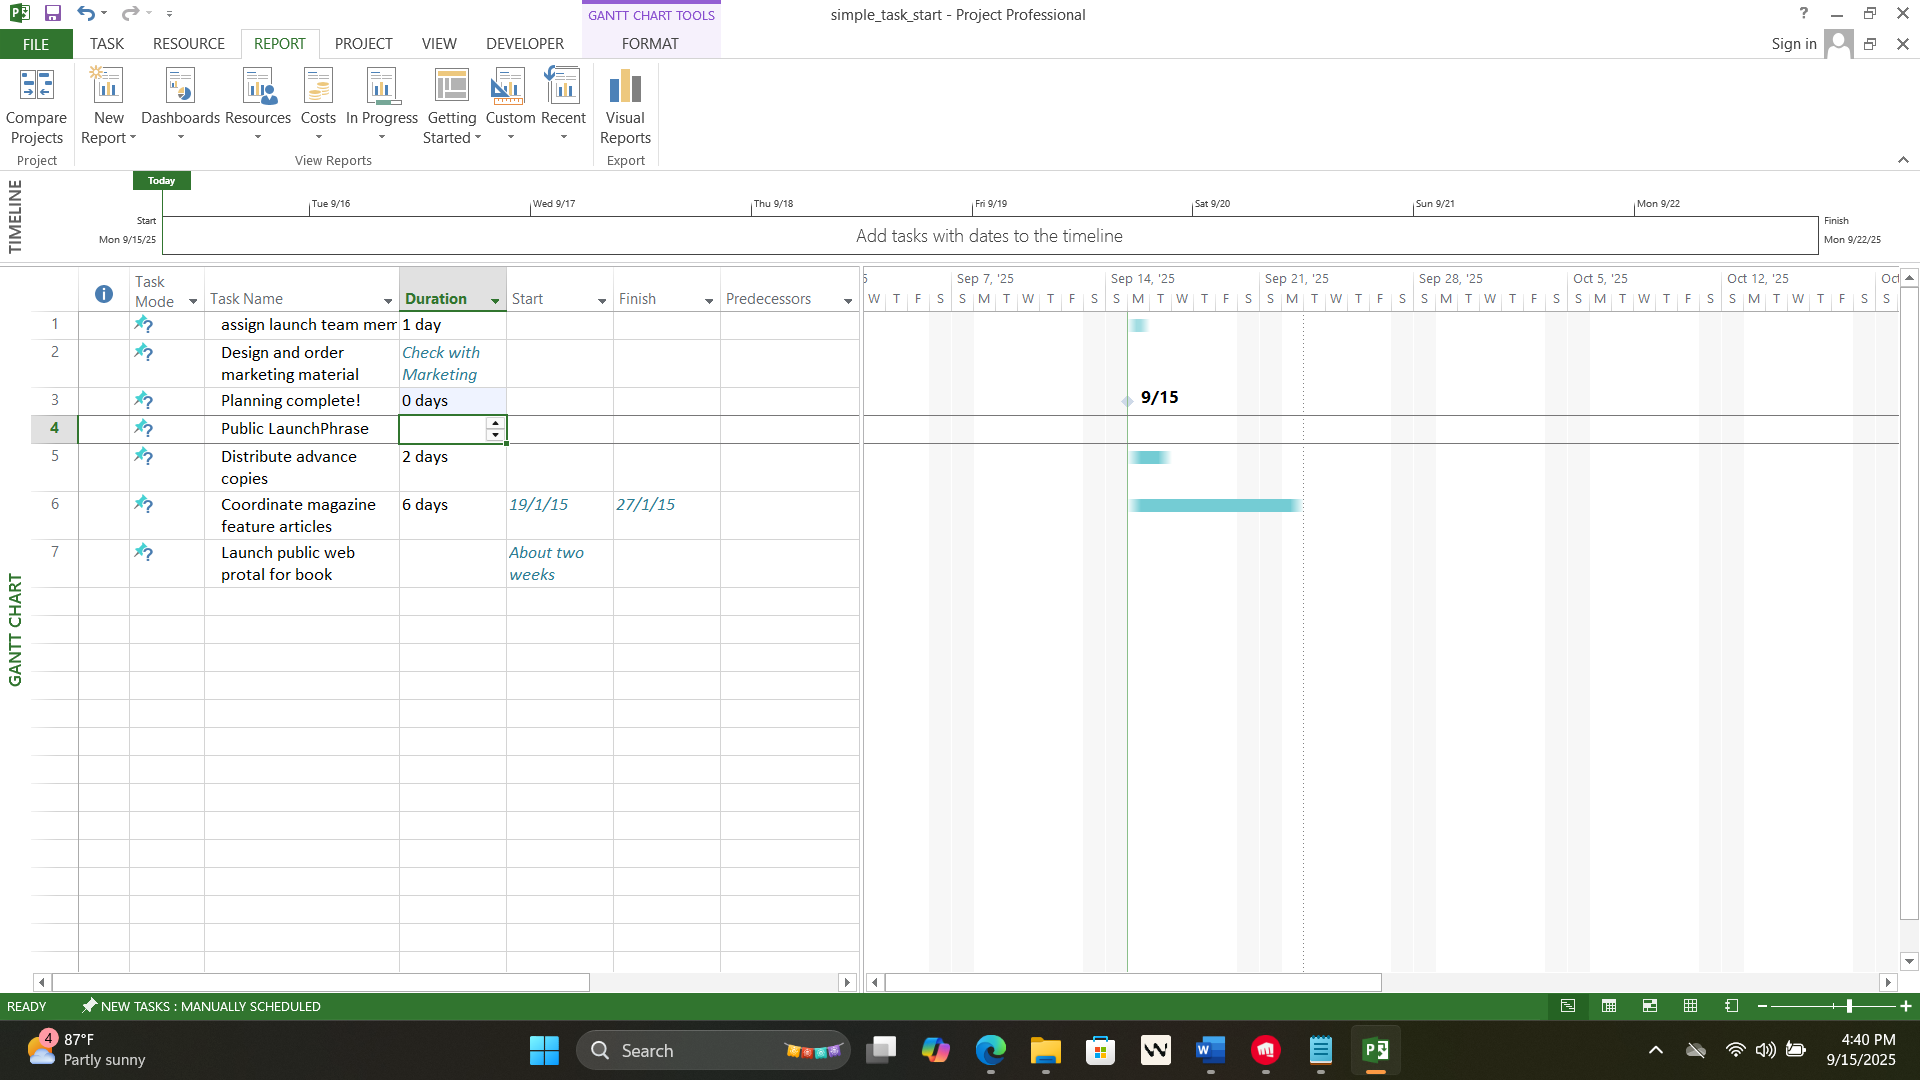 GANTT CHART TOOLS
simple_task_start - Project Professional
?
FILE
TASK
RESOURCE
REPORT
PROJECT
VIEW
DEVELOPER
FORMAT
Sign in
Compare Projects
New Report
Dashboards
Resources
Costs
In Progress
Getting Started
Custom
Recent
Visual Reports
Project
View Reports
Export
TIMELINE
Today
Start
Mon 9/15/25
Tue 9/16
Wed 9/17
Thu 9/18
Fri 9/19
Sat 9/20
Sun 9/21
Mon 9/22
Finish
Mon 9/22/25
Add tasks with dates to the timeline
GANTT CHART
Task Mode
Task Name
Duration
Start
Finish
Predecessors
5
Sep 7, '25
Sep 14, '25
Sep 21, '25
Sep 28, '25
Oct 5, '25
Oct 12, '25
Oct
W T F S S M T W T F S S M T W T F S S M T W T F S S M T W T F S S M T W T F S S M T W T F S S
1 assign launch team mem 1 day
2 Design and order marketing material Check with Marketing
3 Planning complete! 0 days
9/15
4 Public LaunchPhrase
5 Distribute advance copies 2 days
6 Coordinate magazine feature articles 6 days 19/1/15 27/1/15
7 Launch public web protal for book About two weeks
READY
NEW TASKS : MANUALLY SCHEDULED
4
87°F
Partly sunny
Search
4:40 PM
9/15/2025